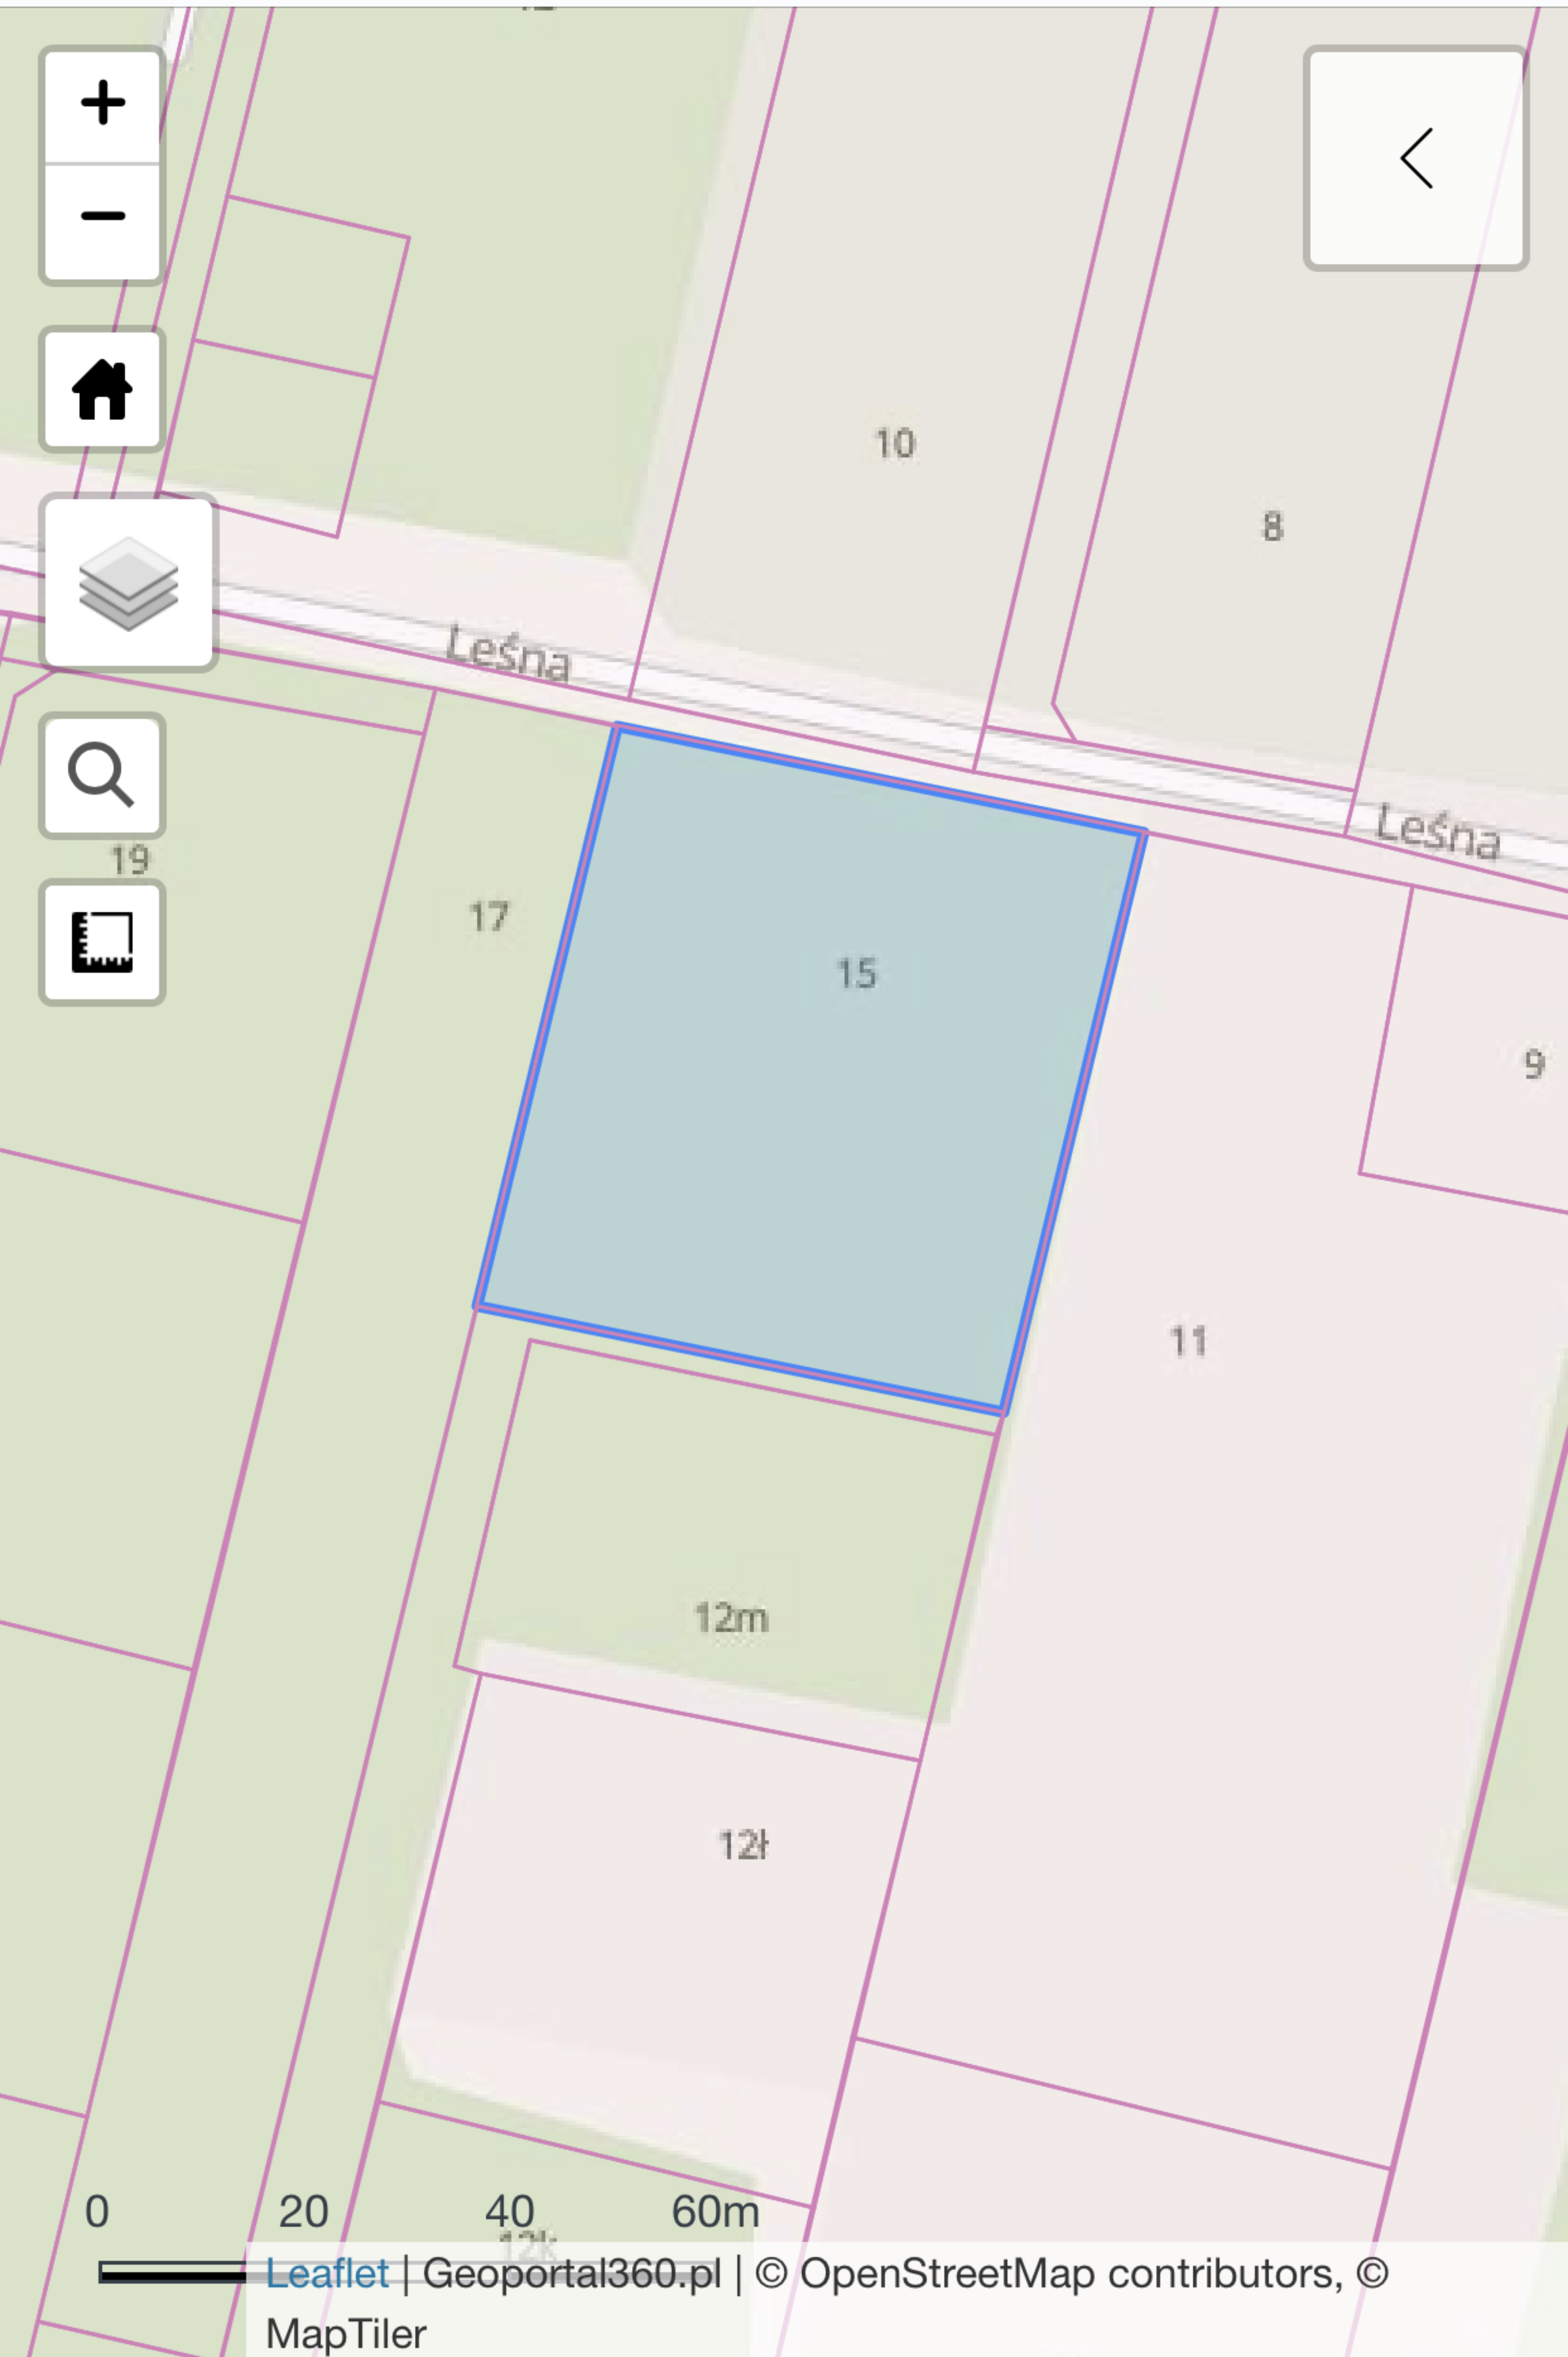 10
8
Leśna
Leśna
19
17
15
9
11
12m
12ł
0 20 40 60m
12k
Leaflet | Geoportal360.pl | © OpenStreetMap contributors, ©
MapTiler